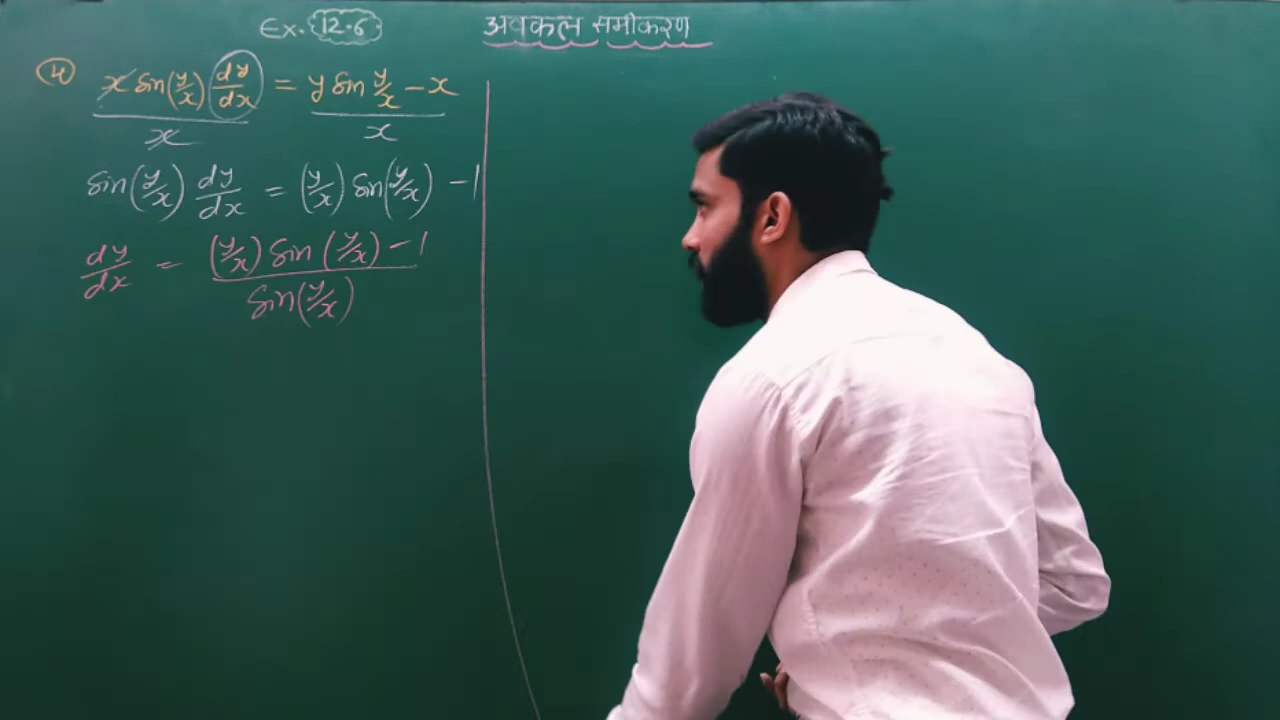 Ex. 12.6 अवकल समीकरण
④ x sin(y/x) (dy/dx) / x = y sin y/x - x / x
sin(y/x) dy/dx = (y/x) sin(y/x) - 1
dy/dx = (y/x) sin (y/x) - 1 / sin(y/x)